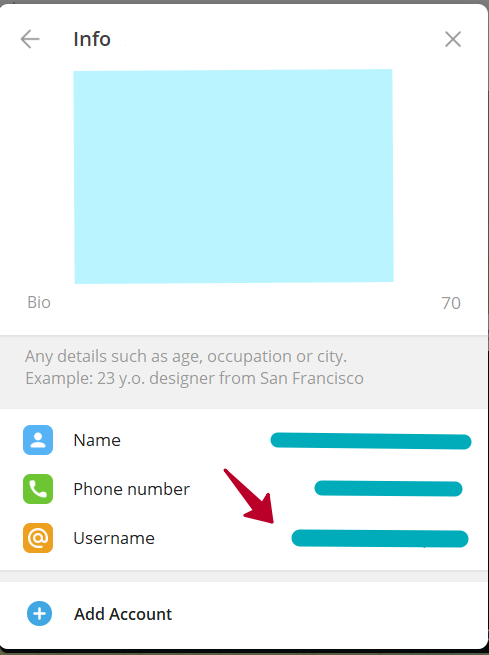 Info
Bio 70
Any details such as age, occupation or city.
Example: 23 y.o. designer from San Francisco
Name
Phone number
Username
Add Account